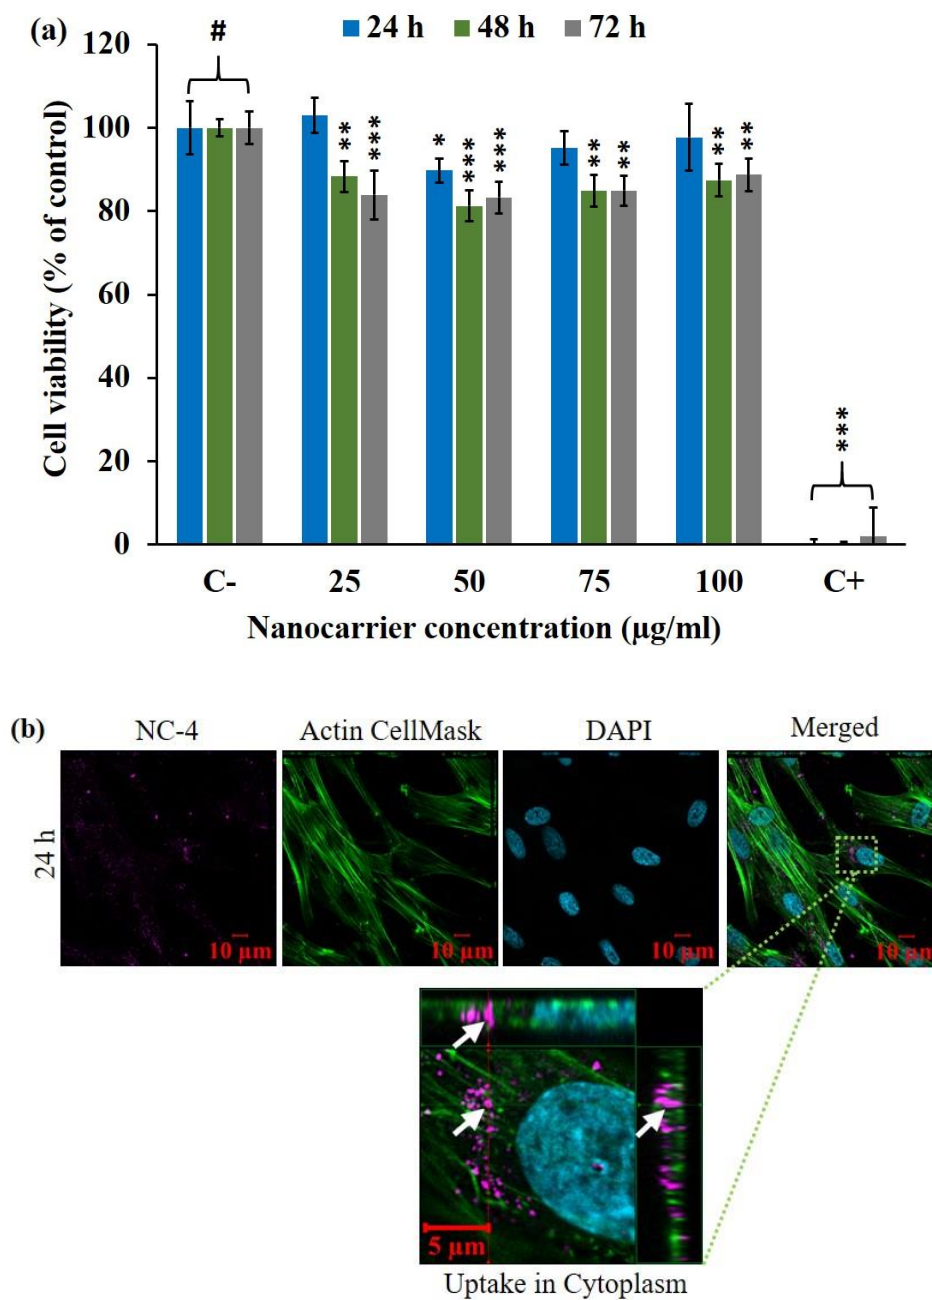 (a)
24 h 48 h 72 h
Cell viability (% of control)
120
100
80
60
40
20
0
#
** *** * *** *** ** ** ** **
***
C- 25 50 75 100 C+
Nanocarrier concentration (µg/ml)
(b)
NC-4 Actin CellMask DAPI Merged
24 h
10 µm 10 µm 10 µm 10 µm
5 µm
Uptake in Cytoplasm